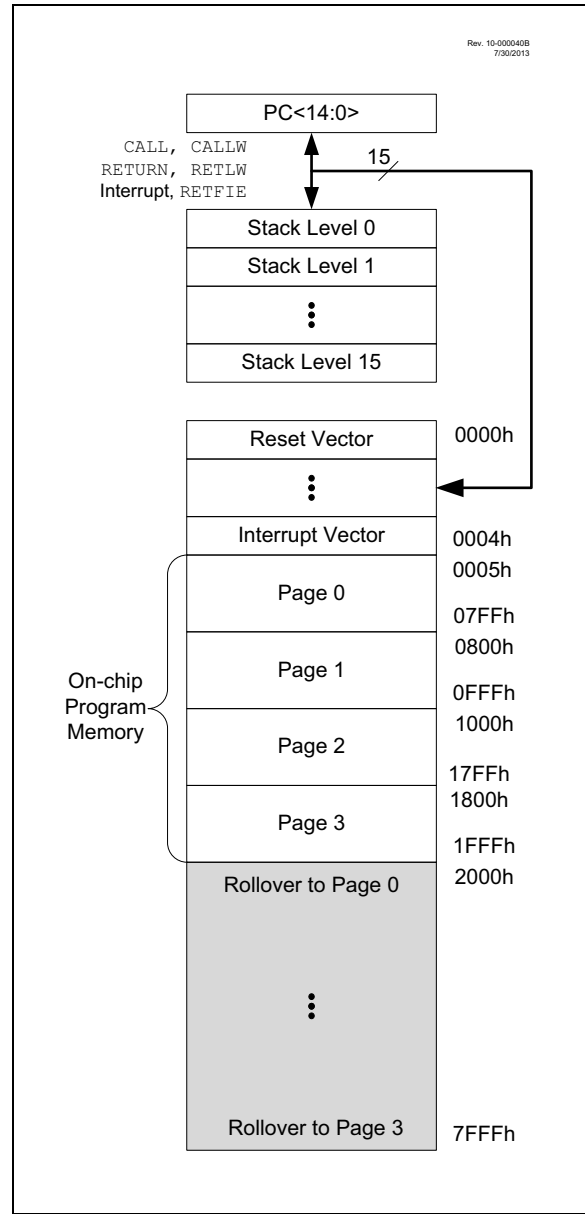 Rev. 10-000040B
7/30/2013
PC<14:0>
CALL, CALLW
RETURN, RETLW
Interrupt, RETFIE
15
Stack Level 0
Stack Level 1
Stack Level 15
Reset Vector
0000h
Interrupt Vector
0004h
0005h
Page 0
07FFh
0800h
Page 1
0FFFh
On-chip
Program
Memory
1000h
Page 2
17FFh
1800h
Page 3
1FFFh
Rollover to Page 0
2000h
Rollover to Page 3
7FFFh